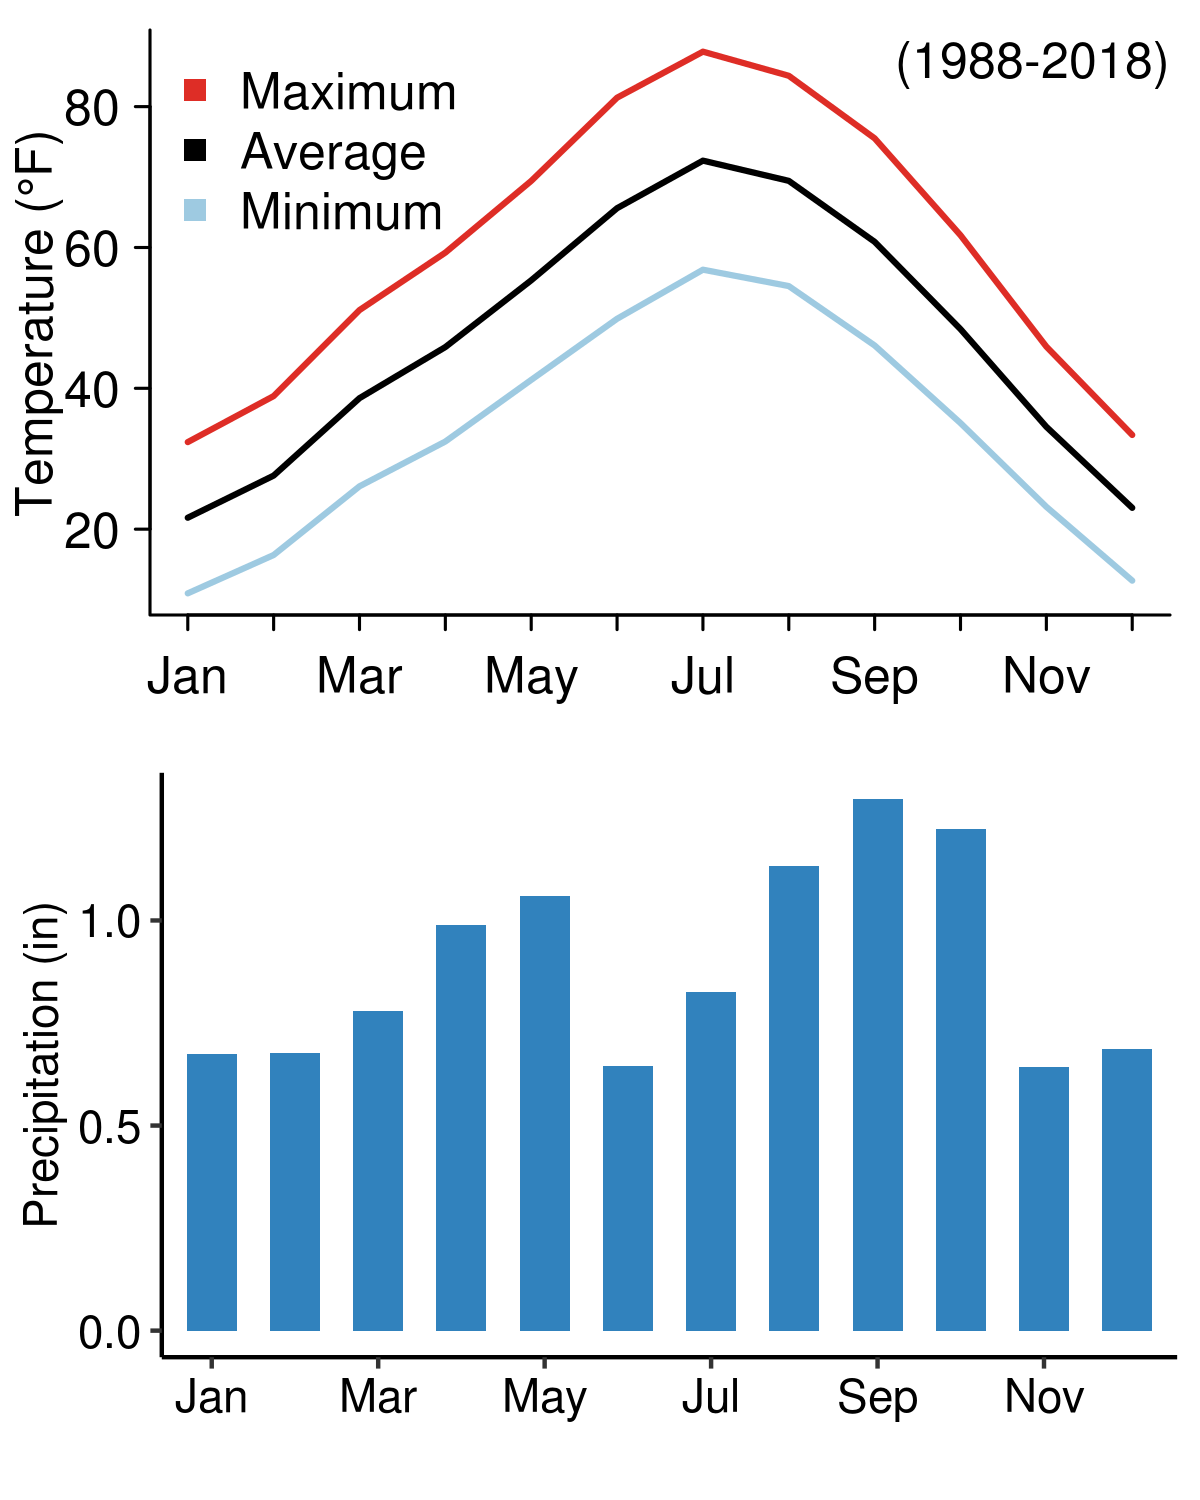 (1988-2018)
Maximum
Average
Minimum
Temperature (°F)
80
60
40
20
Jan Mar May Jul Sep Nov
Precipitation (in)
1.0
0.5
0.0
Jan Mar May Jul Sep Nov